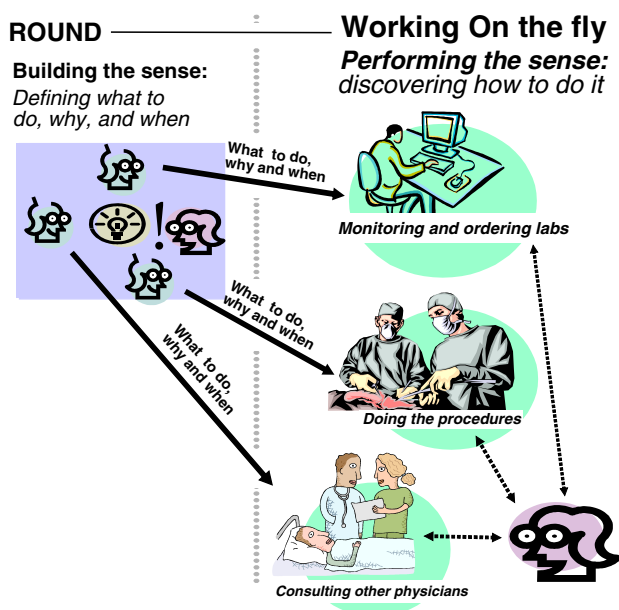 ROUND
Building the sense:
Defining what to
do, why, and when
Working On the fly
Performing the sense:
discovering how to do it
What to do,
why and when
Monitoring and ordering labs
!
What to do,
why and when
Doing the procedures
What to do,
why and when
Consulting other physicians